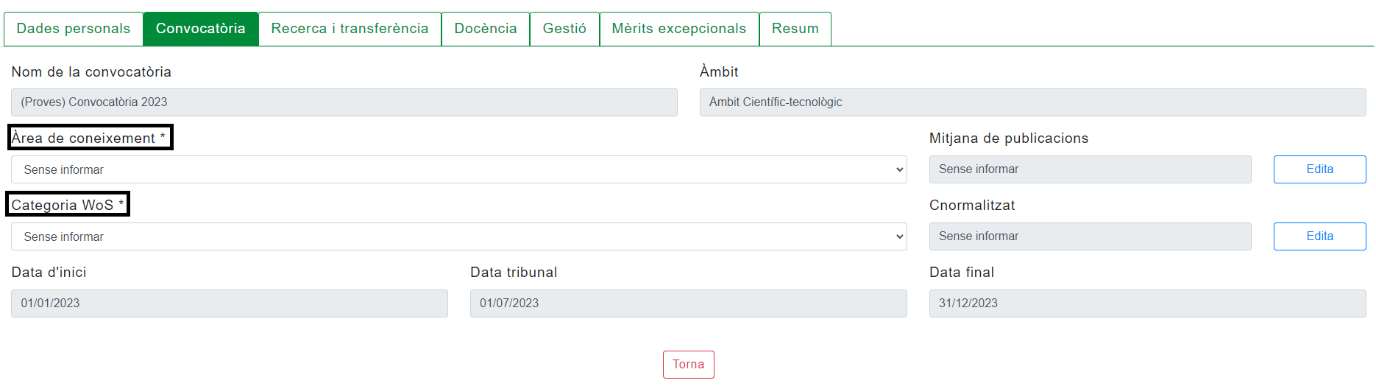 Dades personals Convocatòria Recerca i transferència Docència Gestió Mèrits excepcionals Resum
Nom de la convocatòria Àmbit
(Proves) Convocatòria 2023 Àmbit Científic-tecnològic
Àrea de coneixement * Mitjana de publicacions
Sense informar Sense informar Edita
Categoria WoS * Cnormalitzat
Sense informar Sense informar Edita
Data d'inici Data tribunal Data final
01/01/2023 01/07/2023 31/12/2023
Torna